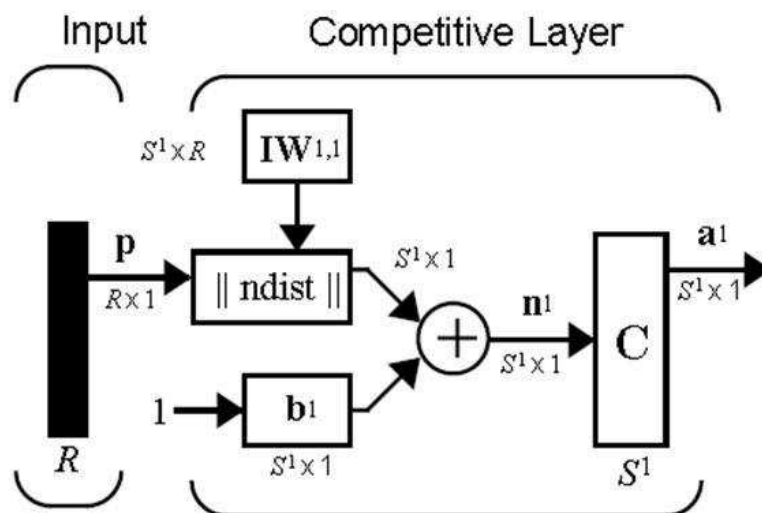 Input
Competitive Layer
S¹ x R
IW1,1
p
R x 1
|| ndist ||
S¹ x 1
+
n1
S¹ x 1
C
a1
S¹ x 1
1
b1
S¹ x 1
R
S¹